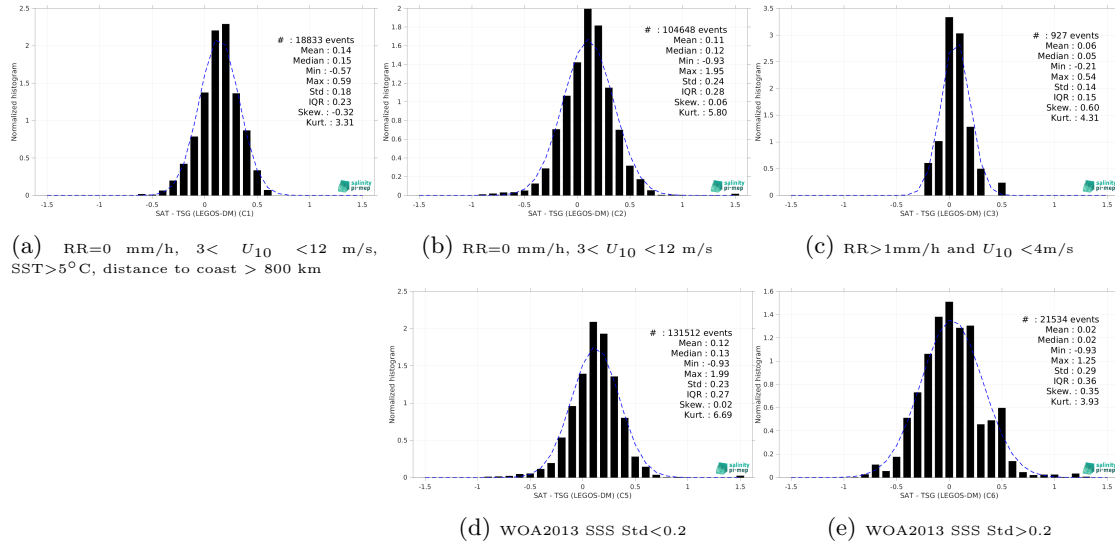 3.5
3
2.5
2
1.5
1
0.5
0
Normalized histogram
-1.5 -1 -0.5 0 0.5 1 1.5
SAT - TSG (LEGOS-DM) (C1)
# : 18833 events
Mean : 0.14
Median : 0.15
Min : -0.57
Max : 0.59
Std : 0.18
IQR : 0.23
Skew. : -0.32
Kurt. : 3.31
salinity
pi-mep
(a) RR=0 mm/h, 3< U10 <12 m/s,
SST>5°C, distance to coast > 800 km
2
1.8
1.6
1.4
1.2
1
0.8
0.6
0.4
0.2
0
Normalized histogram
-1.5 -1 -0.5 0 0.5 1 1.5
SAT - TSG (LEGOS-DM) (C2)
# : 104648 events
Mean : 0.11
Median : 0.12
Min : -0.93
Max : 1.95
Std : 0.24
IQR : 0.28
Skew. : 0.06
Kurt. : 5.80
salinity
pi-mep
(b) RR=0 mm/h, 3< U10 <12 m/s
3.5
3
2.5
2
1.5
1
0.5
0
Normalized histogram
-1.5 -1 -0.5 0 0.5 1 1.5
SAT - TSG (LEGOS-DM) (C3)
# : 927 events
Mean : 0.06
Median : 0.05
Min : -0.21
Max : 0.54
Std : 0.14
IQR : 0.15
Skew. : 0.60
Kurt. : 4.31
salinity
pi-mep
(c) RR>1mm/h and U10 <4m/s
2.5
2
1.5
1
0.5
0
Normalized histogram
-1.5 -1 -0.5 0 0.5 1 1.5
SAT - TSG (LEGOS-DM) (C5)
# : 131512 events
Mean : 0.12
Median : 0.13
Min : -0.93
Max : 1.99
Std : 0.23
IQR : 0.27
Skew. : 0.02
Kurt. : 6.69
salinity
pi-mep
(d) WOA2013 SSS Std<0.2
1.6
1.4
1.2
1
0.8
0.6
0.4
0.2
0
Normalized histogram
-1.5 -1 -0.5 0 0.5 1 1.5
SAT - TSG (LEGOS-DM) (C6)
# : 21534 events
Mean : 0.02
Median : 0.02
Min : -0.93
Max : 1.25
Std : 0.29
IQR : 0.36
Skew. : 0.35
Kurt. : 3.93
salinity
pi-mep
(e) WOA2013 SSS Std>0.2